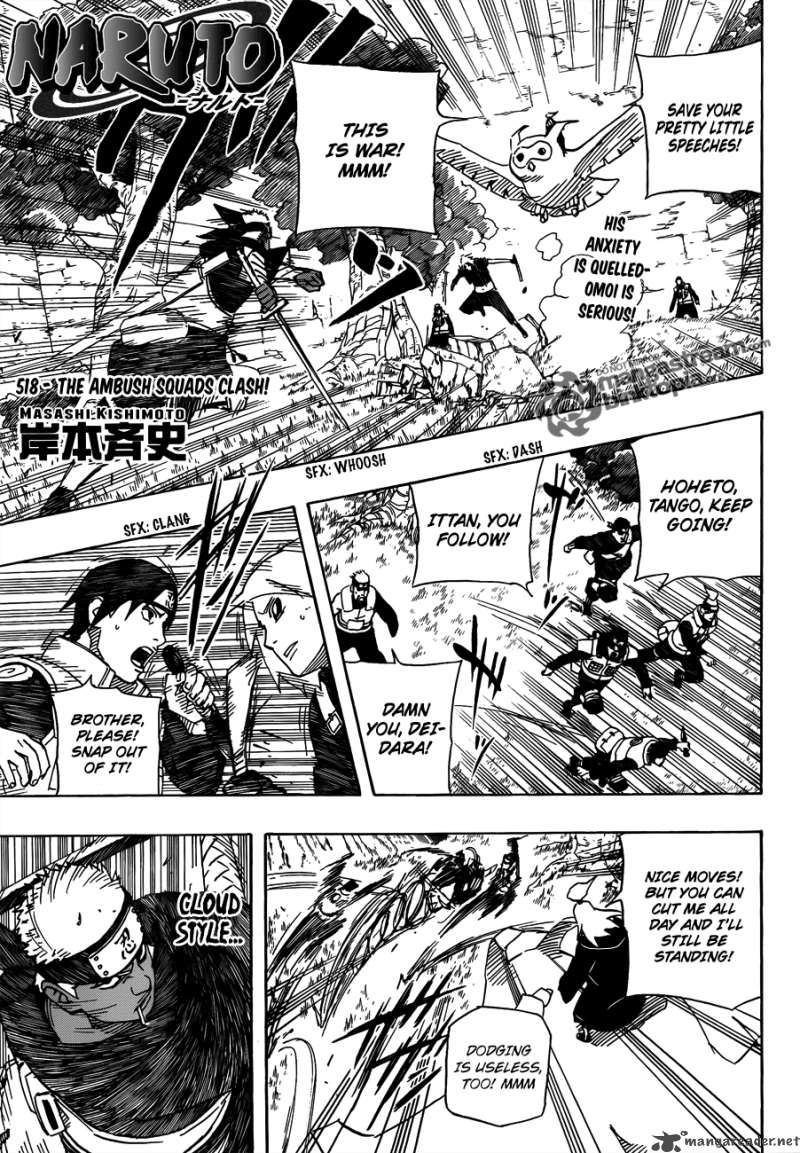 NARUTO
-ナルト-
SAVE YOUR
PRETTY LITTLE
SPEECHES!
THIS
IS WAR!
MMM!
HIS
ANXIETY
IS QUELLED-
OMOI IS
SERIOUS!
518 - THE AMBUSH SQUADS CLASH!
MASASHI KISHIMOTO
岸本斉史
mangastream.com
SFX: DASH
SFX: WHOOSH
SFX: CLANG
HOHETO,
TANGO, KEEP
GOING!
ITTAN, YOU
FOLLOW!
DAMN
YOU, DEI-
DARA!
BROTHER,
PLEASE!
SNAP OUT
OF IT!
NICE MOVES!
BUT YOU CAN
CUT ME ALL
DAY AND I'LL
STILL BE
STANDING!
DODGING
IS USELESS,
TOO! MMM
CLOUD
STYLE...
忍
mangareader.net